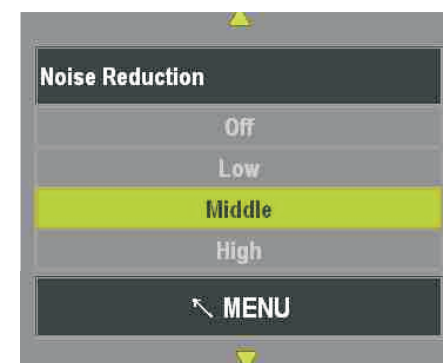 Noise Reduction
Off
Low
Middle
High
↖ MENU